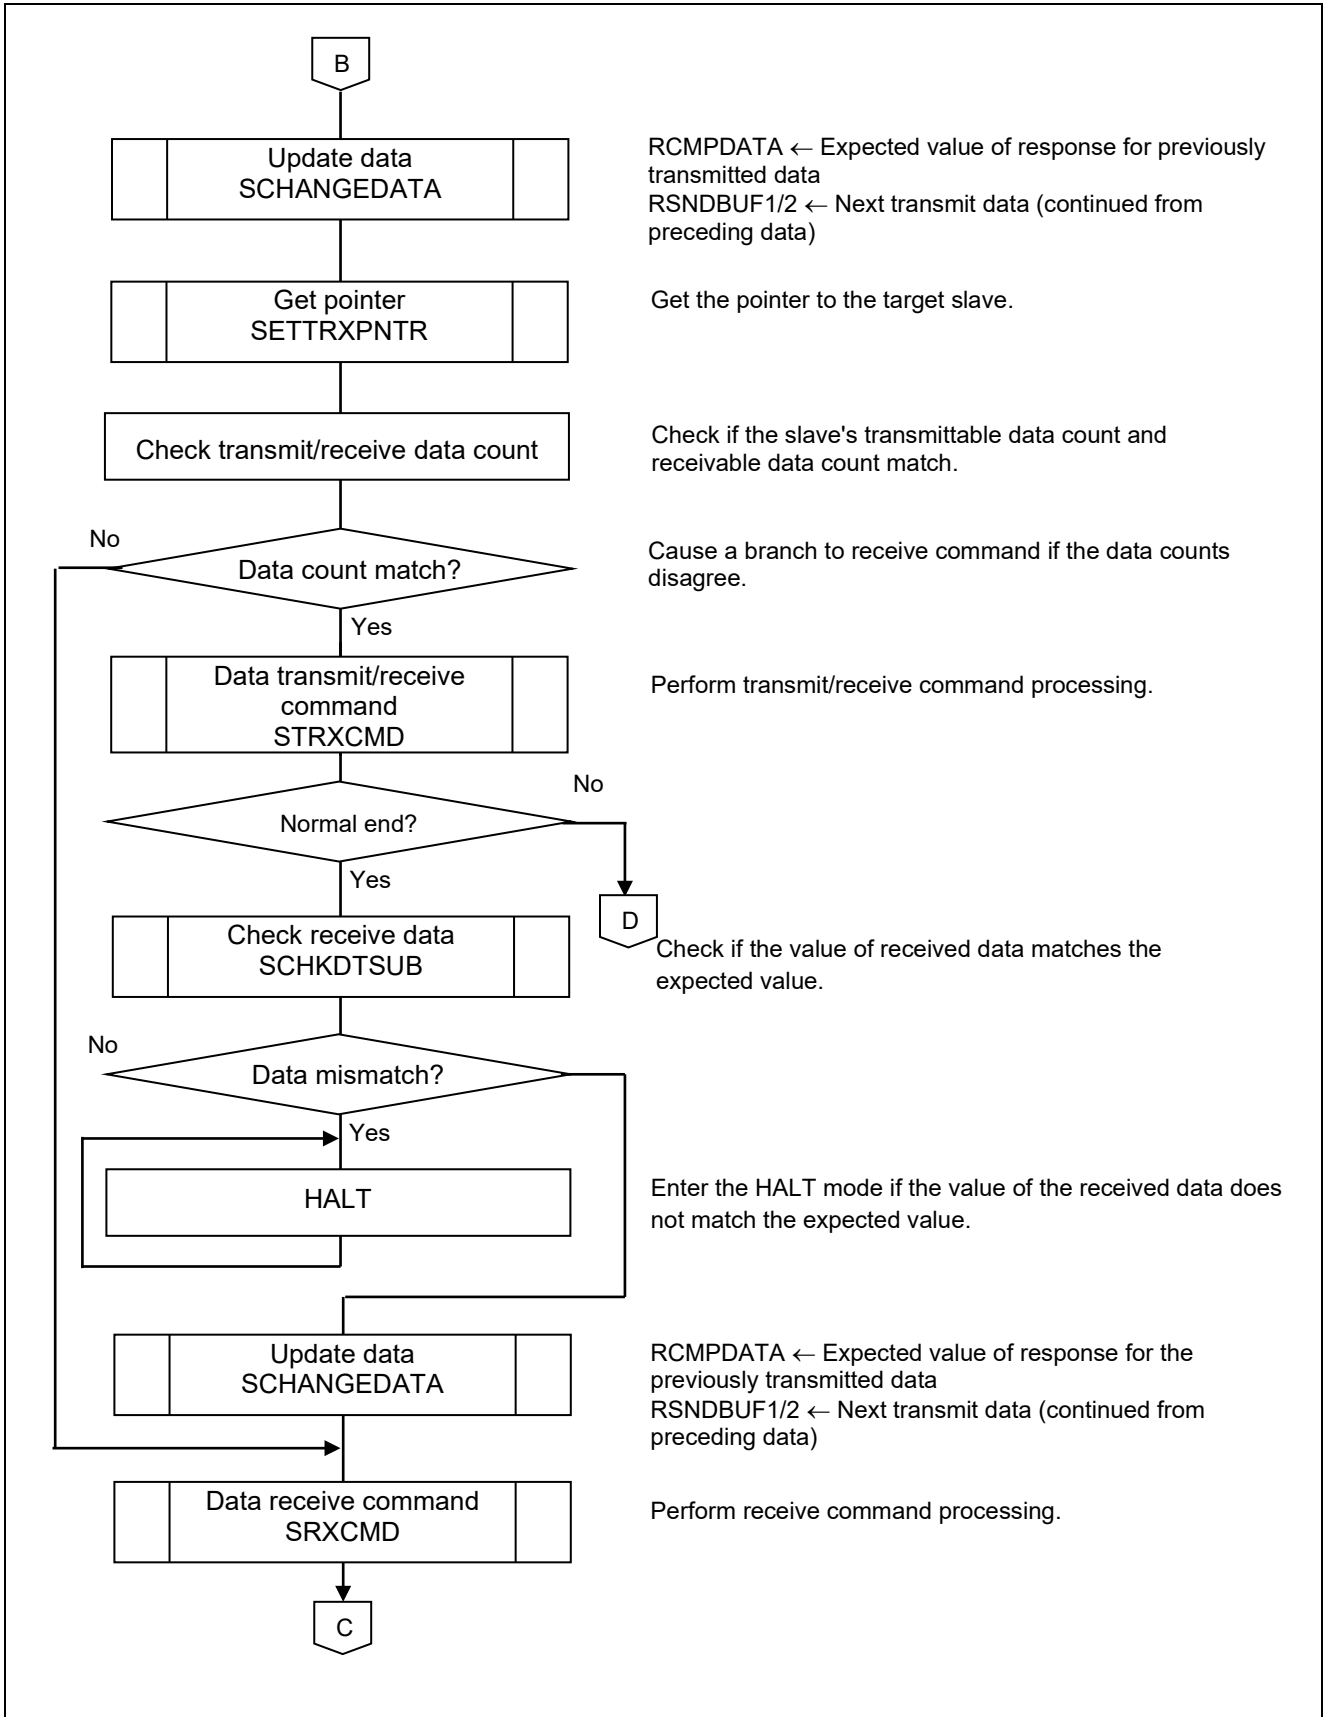 B
Update data
SCHANGEDATA
RCMPDATA ← Expected value of response for previously
transmitted data
RSNDBUF1/2 ← Next transmit data (continued from
preceding data)
Get pointer
SETTRXPNTR
Get the pointer to the target slave.
Check transmit/receive data count
Check if the slave's transmittable data count and
receivable data count match.
No
Data count match?
Cause a branch to receive command if the data counts
disagree.
Yes
Data transmit/receive
command
STRXCMD
Perform transmit/receive command processing.
No
Normal end?
Yes
D
Check receive data
SCHKDTSUB
Check if the value of received data matches the
expected value.
No
Data mismatch?
Yes
HALT
Enter the HALT mode if the value of the received data does
not match the expected value.
Update data
SCHANGEDATA
RCMPDATA ← Expected value of response for the
previously transmitted data
RSNDBUF1/2 ← Next transmit data (continued from
preceding data)
Data receive command
SRXCMD
Perform receive command processing.
C